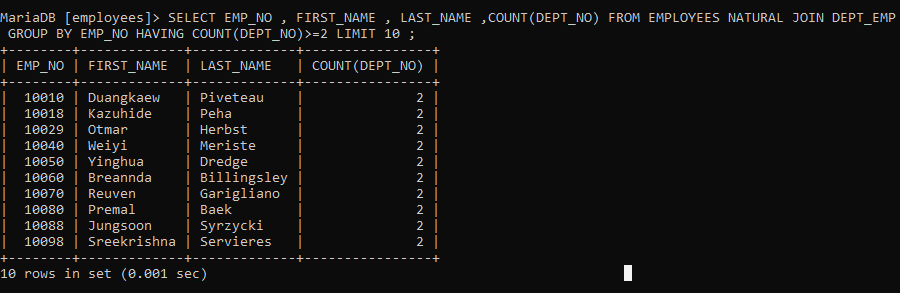 MariaDB [employees]> SELECT EMP_NO , FIRST_NAME , LAST_NAME ,COUNT(DEPT_NO) FROM EMPLOYEES NATURAL JOIN DEPT_EMP
 GROUP BY EMP_NO HAVING COUNT(DEPT_NO)>=2 LIMIT 10 ;
+--------+--------------+-------------+----------------+
| EMP_NO | FIRST_NAME   | LAST_NAME   | COUNT(DEPT_NO) |
+--------+--------------+-------------+----------------+
|  10010 | Duangkaew    | Piveteau    |              2 |
|  10018 | Kazuhide     | Peha        |              2 |
|  10029 | Otmar        | Herbst      |              2 |
|  10040 | Weiyi        | Meriste     |              2 |
|  10050 | Yinghua      | Dredge      |              2 |
|  10060 | Breannda     | Billingsley |              2 |
|  10070 | Reuven       | Garigliano  |              2 |
|  10080 | Premal       | Baek        |              2 |
|  10088 | Jungsoon     | Syrzycki    |              2 |
|  10098 | Sreekrishna  | Servieres   |              2 |
+--------+--------------+-------------+----------------+
10 rows in set (0.001 sec)